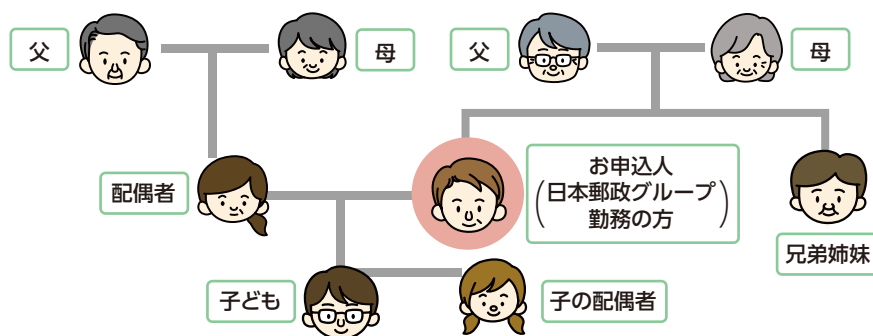 父
母
父
母
配偶者
お申込人
(日本郵政グループ)
勤務の方
兄弟姉妹
子ども
子の配偶者